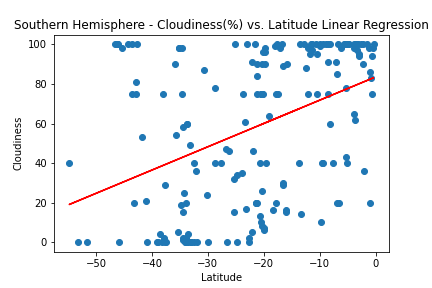 Southern Hemisphere - Cloudiness(%) vs. Latitude Linear Regression
100
80
60
40
20
0
Cloudiness
−50 −40 −30 −20 −10 0
Latitude